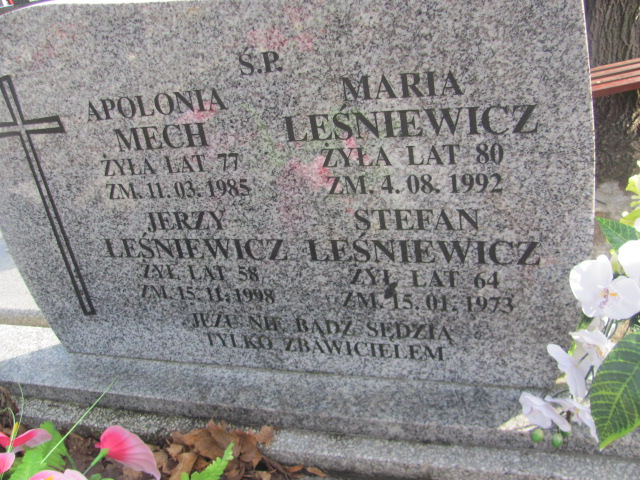 Ś.P.
APOLONIA
MECH
ŻYŁA LAT 77
ZM. 11.03.1985
MARIA
LEŚNIEWICZ
ŻYŁA LAT 80
ZM. 4.08.1992
JERZY
LEŚNIEWICZ
ŻYŁ LAT 58
ZM. 15.11.1998
STEFAN
LEŚNIEWICZ
ŻYŁ LAT 64
ZM. 15.01.1973
JEZU NIE BĄDŹ SĘDZIĄ
TYLKO ZBAWICIELEM